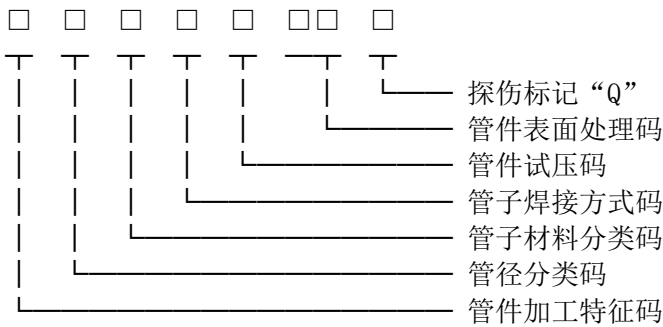 □ □ □ □ □ □□ □
探伤标记“Q”
管件表面处理码
管件试压码
管子焊接方式码
管子材料分类码
管径分类码
管件加工特征码